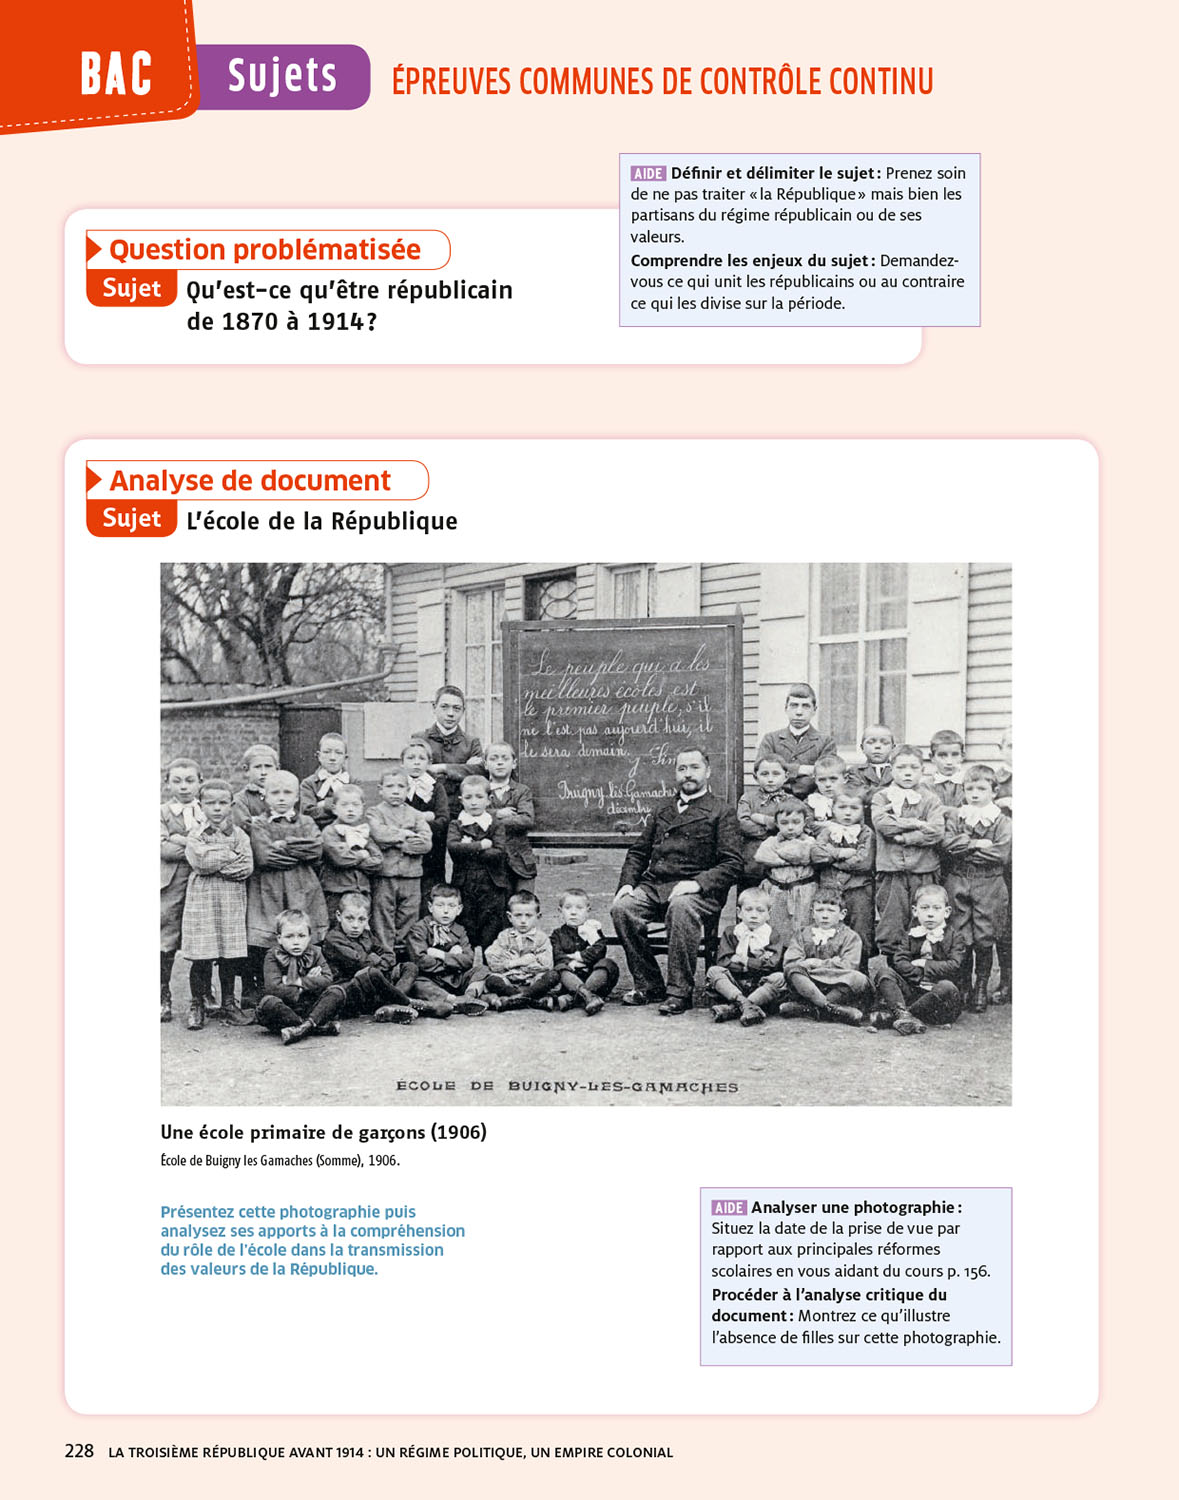 BAC
Sujets
ÉPREUVES COMMUNES DE CONTRÔLE CONTINU
AIDE Définir et délimiter le sujet : Prenez soin
de ne pas traiter « la République » mais bien les
partisans du régime républicain ou de ses
valeurs.
Comprendre les enjeux du sujet : Demandez-
vous ce qui unit les républicains ou au contraire
ce qui les divise sur la période.
Question problématisée
Sujet Qu'est-ce qu'être républicain
de 1870 à 1914 ?
Analyse de document
Sujet L'école de la République
Le peuple qui a les
meilleures écoles est
le premier peuple, s'il
ne l'est pas aujourd'hui, il
le sera demain.
Buigny-les-Gamaches
décembre
ÉCOLE DE BUIGNY-LES-GAMACHES
Une école primaire de garçons (1906)
École de Buigny les Gamaches (Somme), 1906.
Présentez cette photographie puis
analysez ses apports à la compréhension
du rôle de l'école dans la transmission
des valeurs de la République.
AIDE Analyser une photographie :
Situez la date de la prise de vue par
rapport aux principales réformes
scolaires en vous aidant du cours p. 156.
Procéder à l'analyse critique du
document : Montrez ce qu'illustre
l'absence de filles sur cette photographie.
228 LA TROISIÈME RÉPUBLIQUE AVANT 1914 : UN RÉGIME POLITIQUE, UN EMPIRE COLONIAL